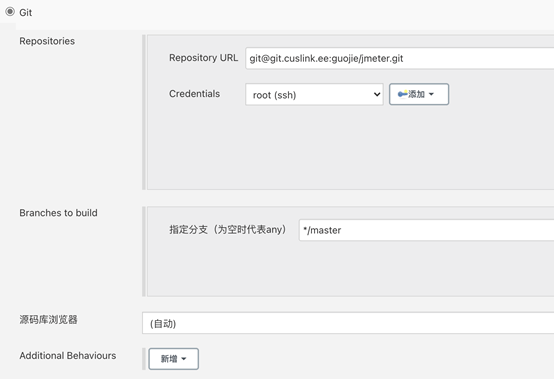 Git
Repositories
Repository URL git@git.cuslink.ee:guojie/jmeter.git
Credentials root (ssh) 添加
Branches to build
指定分支（为空时代表any） */master
源码库浏览器 (自动)
Additional Behaviours 新增